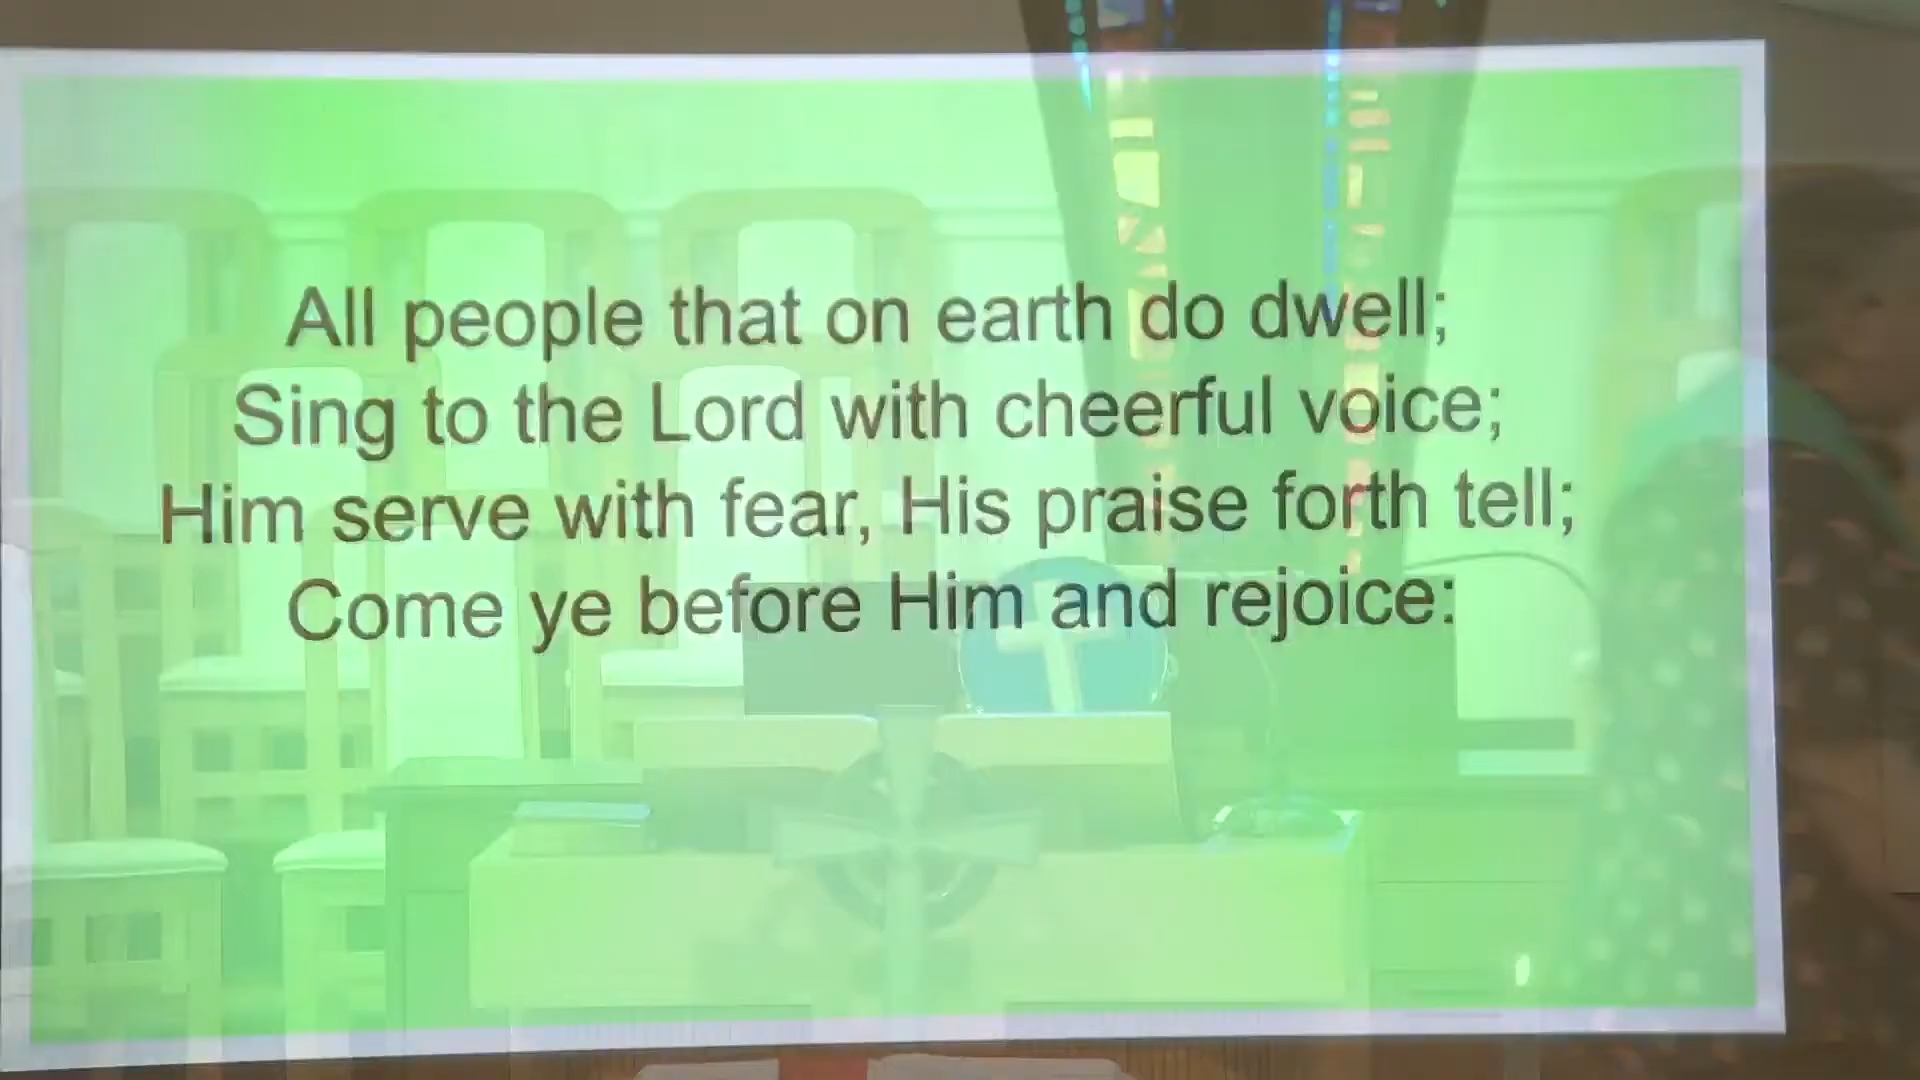 All people that on earth do dwell;
Sing to the Lord with cheerful voice;
Him serve with fear, His praise forth tell;
Come ye before Him and rejoice: